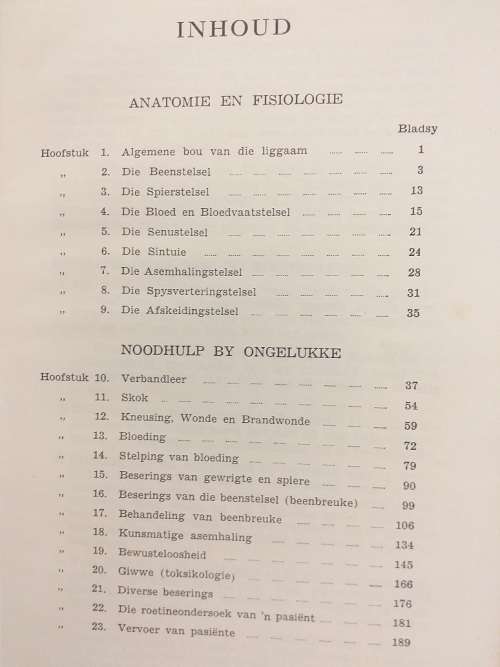 INHOUD
ANATOMIE EN FISIOLOGIE
Bladsy
Hoofstuk 1. Algemene bou van die liggaam ..... ..... ..... 1
„ 2. Die Beenstelsel ..... ..... ..... ..... ..... ..... ..... 3
„ 3. Die Spierstelsel ..... ..... ..... ..... ..... ..... ..... 13
„ 4. Die Bloed en Bloedvaatstelsel ..... ..... ..... ..... 15
„ 5. Die Senustelsel ..... ..... ..... ..... ..... ..... ..... 21
„ 6. Die Sintuie ..... ..... ..... ..... ..... ..... ..... ..... 24
„ 7. Die Asemhalingstelsel ..... ..... ..... ..... ..... ..... 28
„ 8. Die Spysverteringstelsel ..... ..... ..... ..... ..... 31
„ 9. Die Afskeidingstelsel ..... ..... ..... ..... ..... ..... 35
NOODHULP BY ONGELUKKE
Hoofstuk 10. Verbandleer ..... ..... ..... ..... ..... ..... ..... ..... 37
„ 11. Skok ..... ..... ..... ..... ..... ..... ..... ..... ..... 54
„ 12. Kneusing, Wonde en Brandwonde ..... ..... ..... 59
„ 13. Bloeding ..... ..... ..... ..... ..... ..... ..... ..... 72
„ 14. Stelping van bloeding ..... ..... ..... ..... ..... ..... 79
„ 15. Beserings van gewrigte en spiere ..... ..... ..... 90
„ 16. Beserings van die beenstelsel (beenbreuke) ..... 99
„ 17. Behandeling van beenbreuke ..... ..... ..... ..... 106
„ 18. Kunsmatige asemhaling ..... ..... ..... ..... ..... 134
„ 19. Bewusteloosheid ..... ..... ..... ..... ..... ..... ..... 145
„ 20. Giwwe (toksikologie) ..... ..... ..... ..... ..... ..... 166
„ 21. Diverse beserings ..... ..... ..... ..... ..... ..... 176
„ 22. Die roetineondersoek van 'n pasiënt ..... ..... ..... 181
„ 23. Vervoer van pasiënte ..... ..... ..... ..... ..... ..... 189